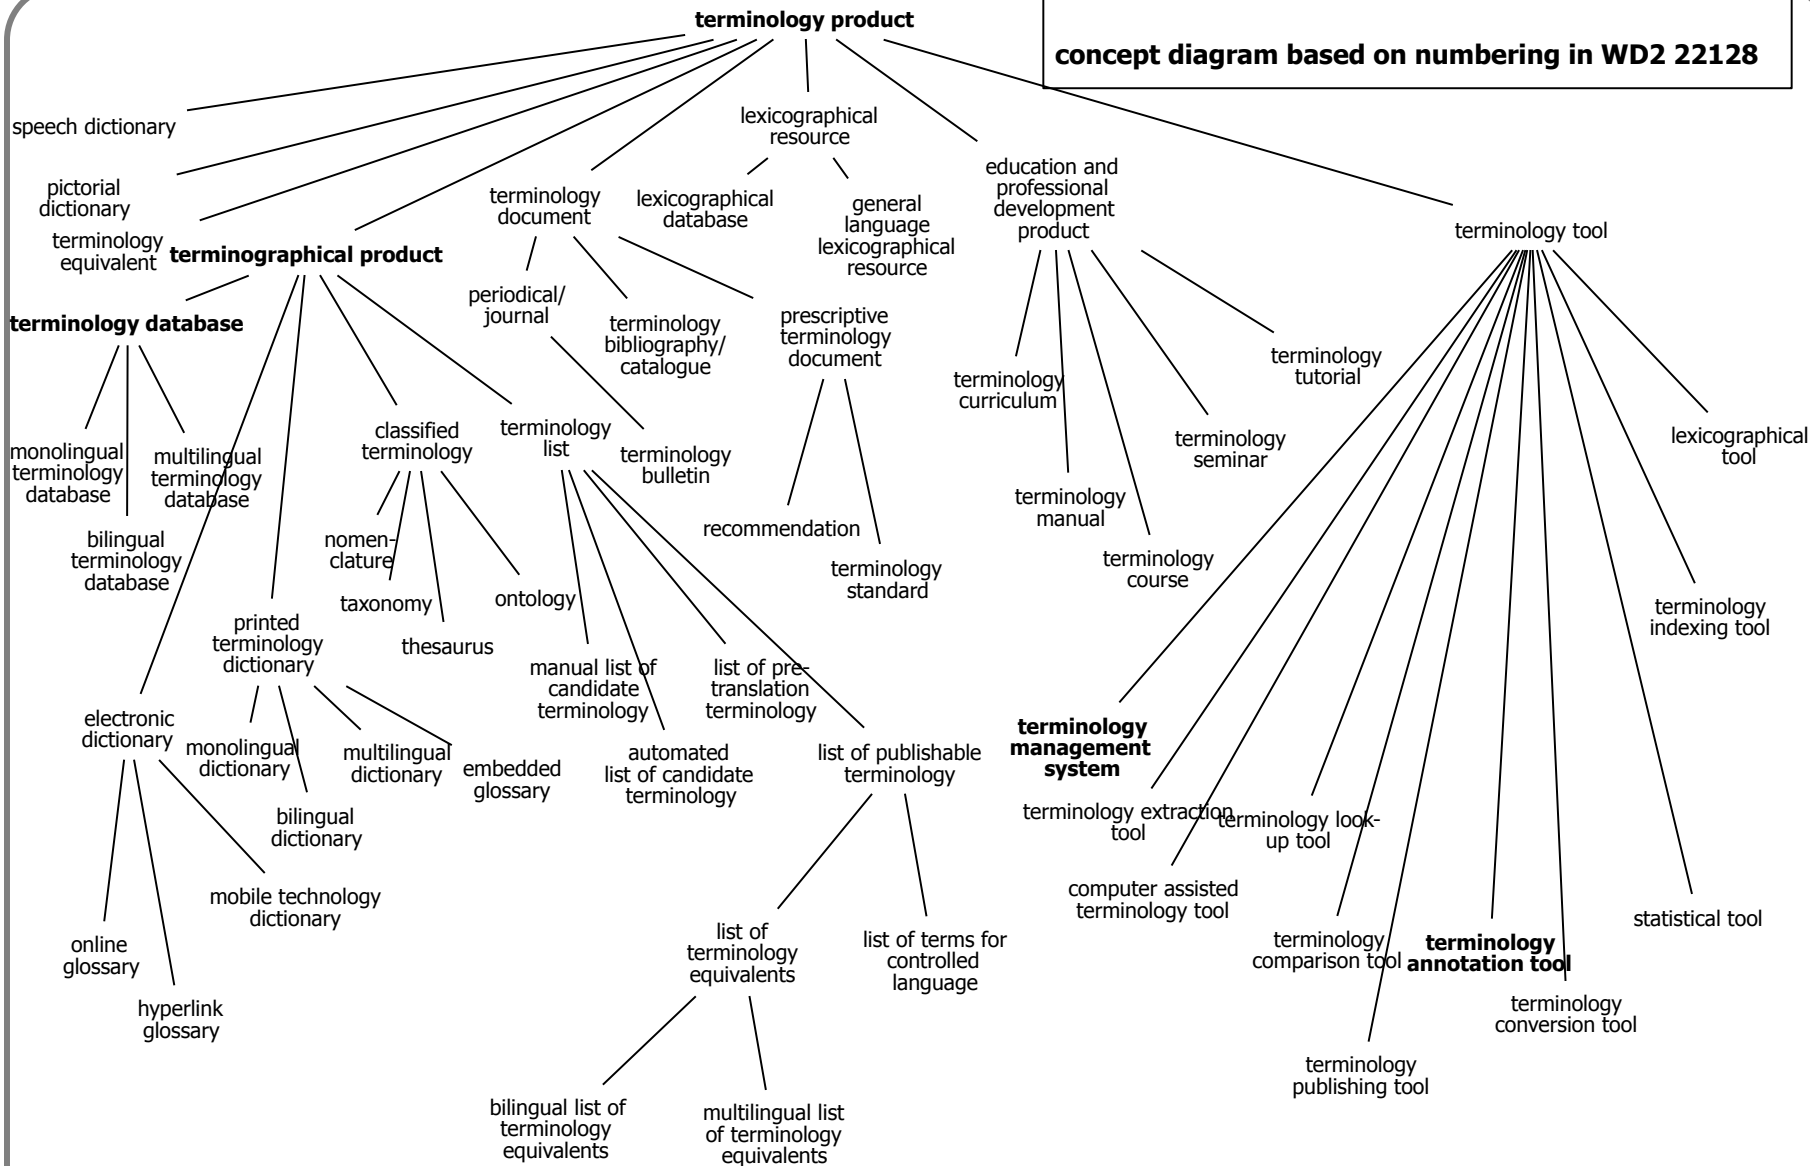 terminology product
concept diagram based on numbering in WD2 22128
speech dictionary
pictorial
dictionary
terminology
equivalent
terminographical product
terminology
document
lexicographical
resource
lexicographical
database
general
language
lexicographical
resource
education and
professional
development
product
terminology tool
terminology database
monolingual
terminology
database
multilingual
terminology
database
bilingual
terminology
database
periodical/
journal
terminology
bibliography/
catalogue
prescriptive
terminology
document
classified
terminology
terminology
list
terminology
bulletin
nomen-
clature
taxonomy
thesaurus
ontology
recommendation
terminology
standard
terminology
curriculum
terminology
manual
terminology
course
terminology
seminar
terminology
tutorial
lexicographical
tool
terminology
indexing tool
printed
terminology
dictionary
electronic
dictionary
monolingual
dictionary
bilingual
dictionary
multilingual
dictionary
embedded
glossary
manual list of
candidate
terminology
automated
list of candidate
terminology
list of pre-
translation
terminology
list of publishable
terminology
online
glossary
hyperlink
glossary
mobile technology
dictionary
list of
terminology
equivalents
list of terms for
controlled
language
bilingual list of
terminology
equivalents
multilingual list
of terminology
equivalents
terminology
management
system
terminology extraction
tool
computer assisted
terminology tool
terminology look-
up tool
terminology
comparison tool
terminology
publishing tool
terminology
annotation tool
terminology
conversion tool
statistical tool